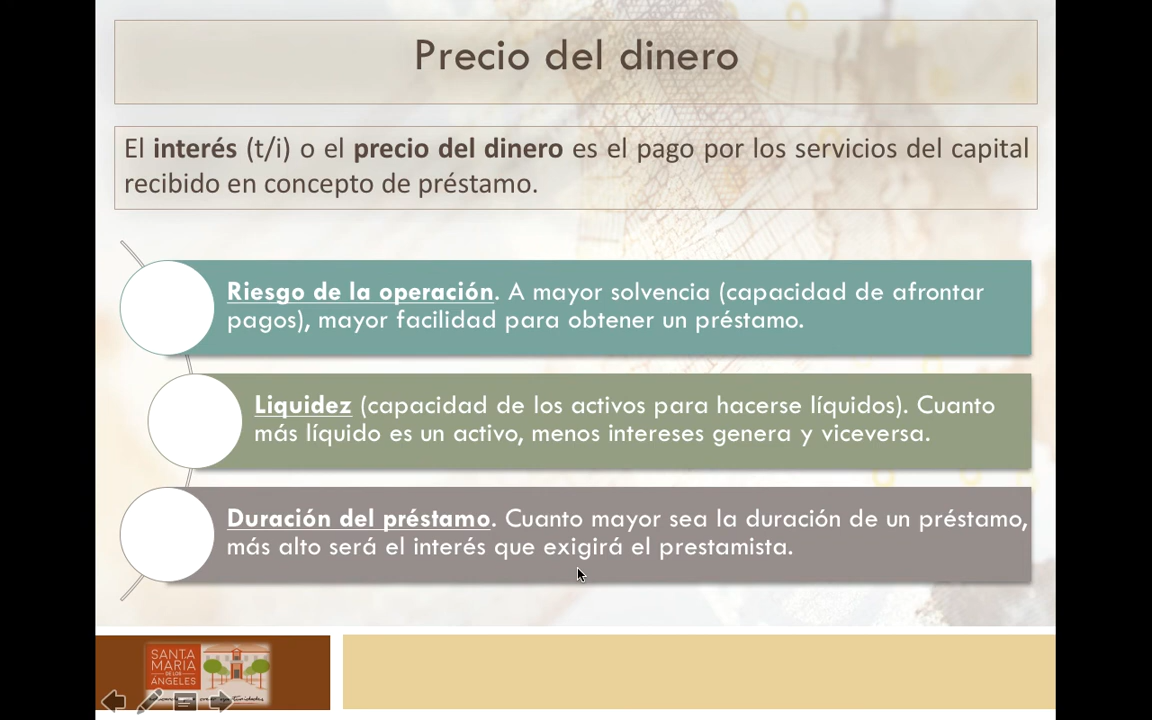 Precio del dinero
El interés (t/i) o el precio del dinero es el pago por los servicios del capital
recibido en concepto de préstamo.
Riesgo de la operación. A mayor solvencia (capacidad de afrontar
pagos), mayor facilidad para obtener un préstamo.
Liquidez (capacidad de los activos para hacerse líquidos). Cuanto
más líquido es un activo, menos intereses genera y viceversa.
Duración del préstamo. Cuanto mayor sea la duración de un préstamo,
más alto será el interés que exigirá el prestamista.
SANTA
MARIA
DE LOS
ÁNGELES